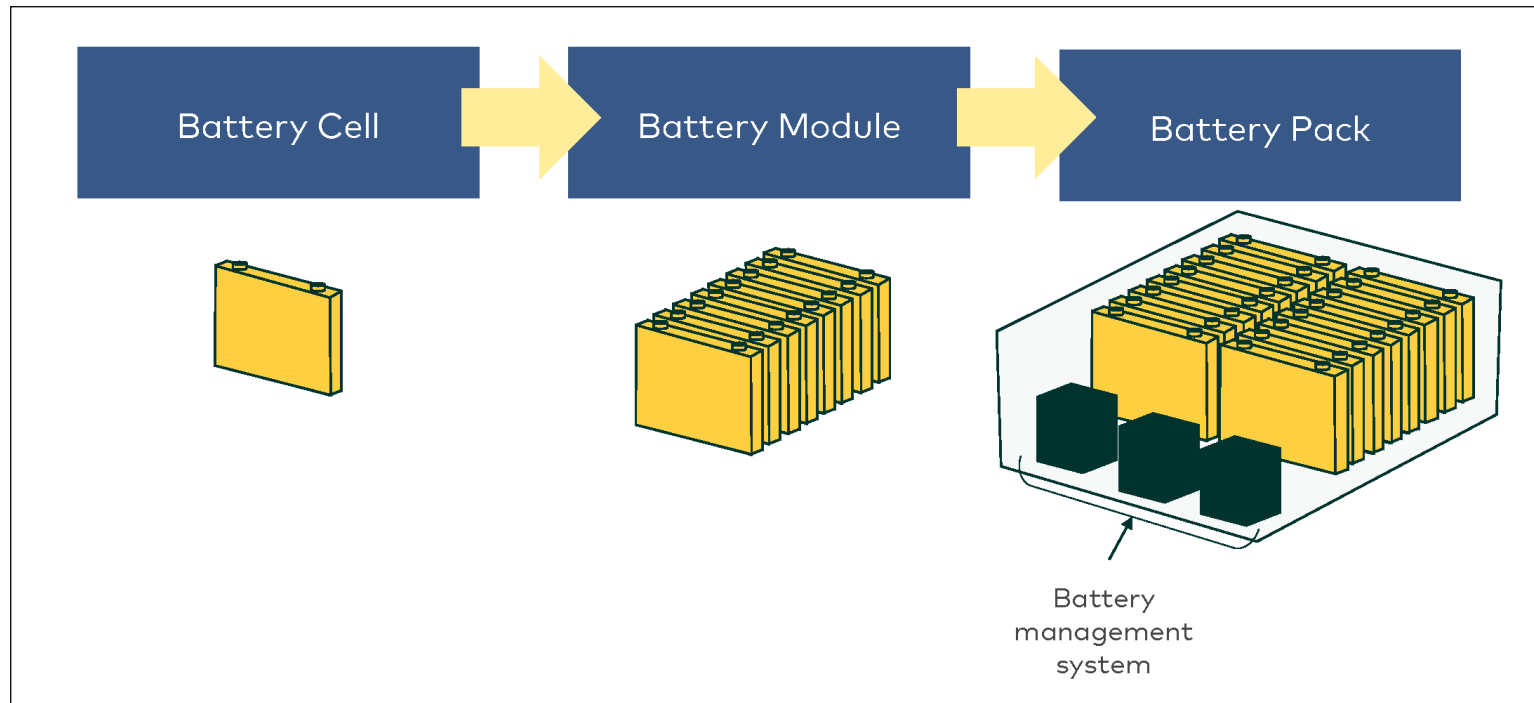 Battery Cell
Battery Module
Battery Pack
Battery
management
system